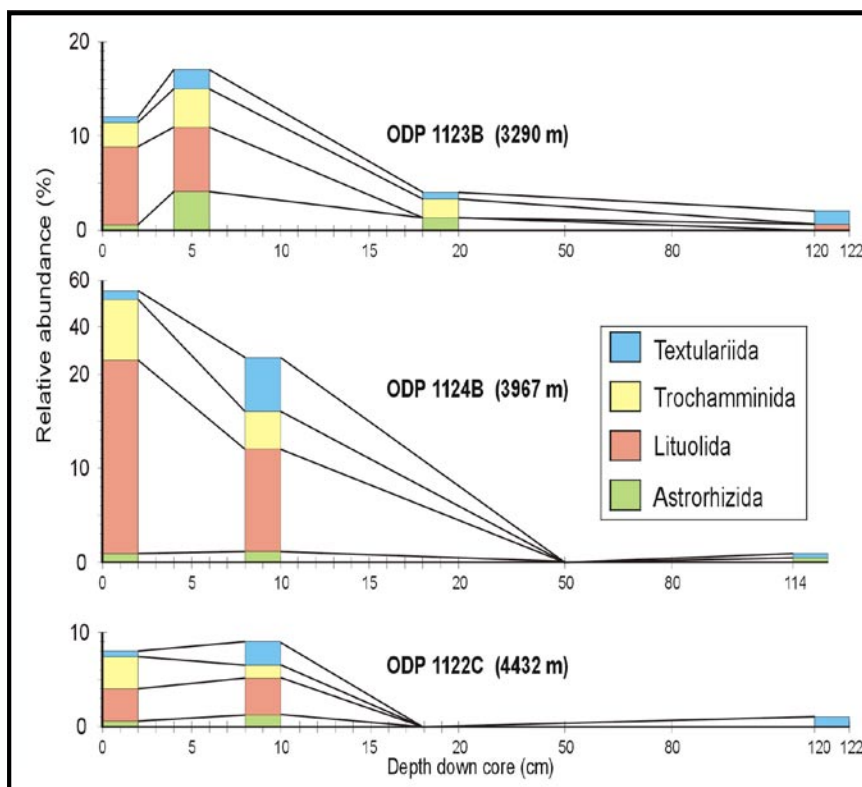 20
ODP 1123B (3290 m)
10
0
0 5 10 15 20 50 80 120 122
Relative abundance (%)
60
40
20
ODP 1124B (3967 m)
10
0
0 5 10 15 20 50 80 114
Textulariida
Trochamminida
Lituolida
Astrorhizida
10
ODP 1122C (4432 m)
0
0 5 10 15 20 50 80 120 122
Depth down core (cm)